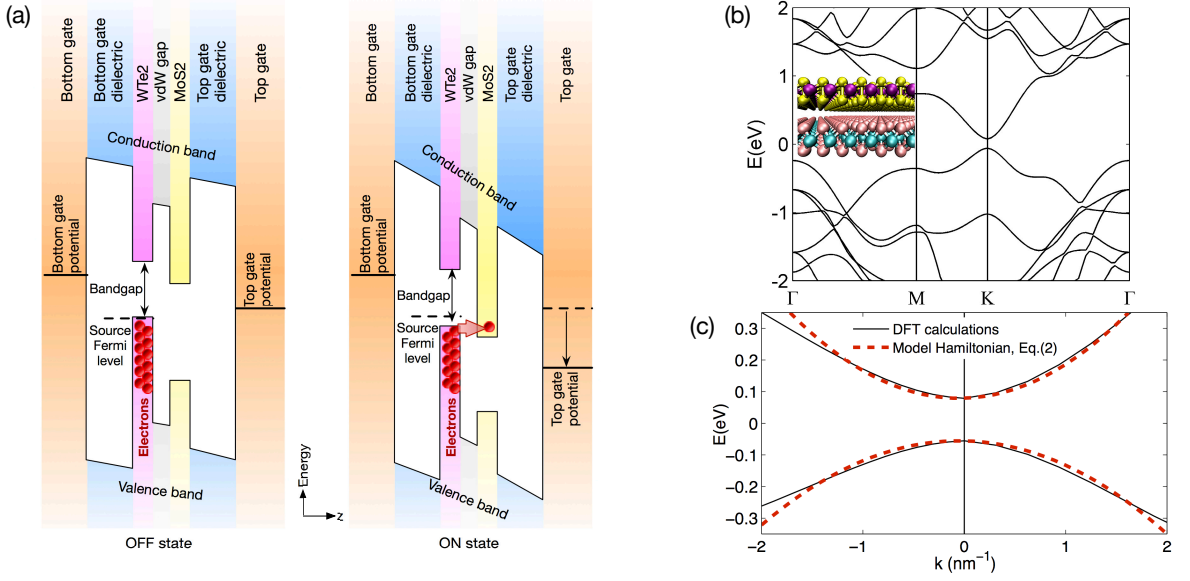 (a)
Bottom gate
Bottom gate
dielectric
WTe2
vdW gap
MoS2
Top gate
dielectric
Top gate
Conduction band
Bottom gate
potential
Bandgap
Source
Fermi
level
Top gate
potential
Electrons
Valence band
OFF state
Energy
z
Bottom gate
Bottom gate
dielectric
WTe2
vdW gap
MoS2
Top gate
dielectric
Top gate
Conduction band
Bottom gate
potential
Bandgap
Source
Fermi
level
Top gate
potential
Electrons
Valence band
ON state
(b)
E(eV)
2
1
0
-1
-2
Γ M K Γ
(c)
DFT calculations
Model Hamiltonian, Eq.(2)
E(eV)
0.3
0.2
0.1
0
-0.1
-0.2
-0.3
-2 -1 0 1 2
k (nm⁻¹)